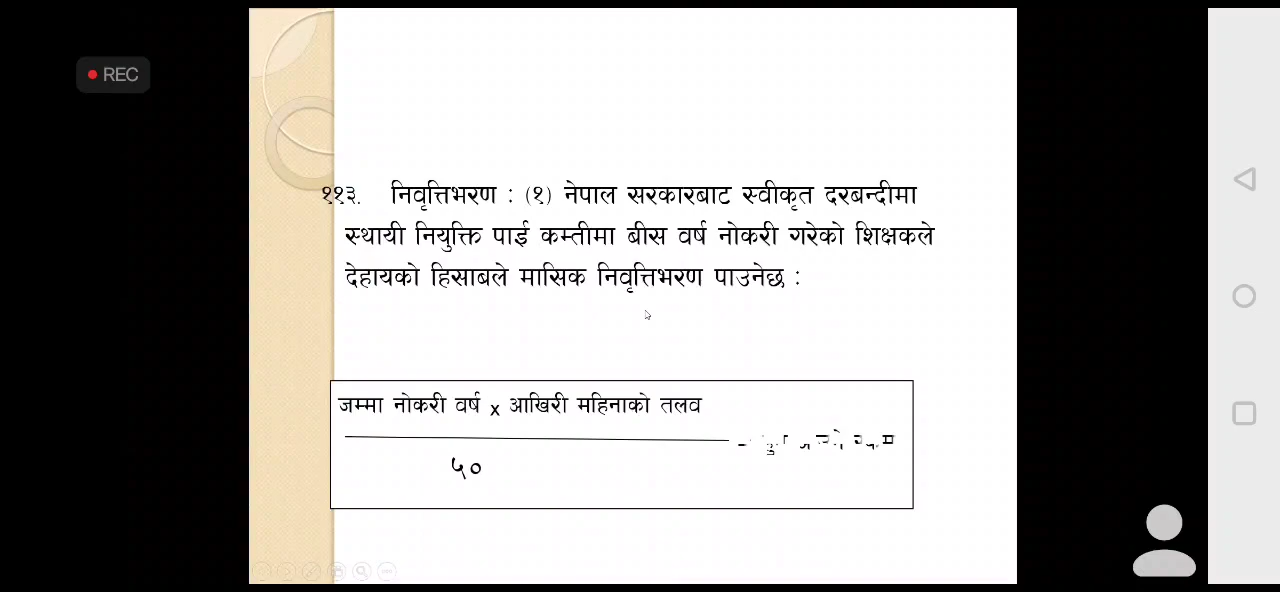 REC
११३. निवृत्तिभरण : (१) नेपाल सरकारबाट स्वीकृत दरबन्दीमा
स्थायी नियुक्ति पाई कम्तीमा बीस वर्ष नोकरी गरेको शिक्षकले
देहायको हिसाबले मासिक निवृत्तिभरण पाउनेछ :
जम्मा नोकरी वर्ष x आखिरी महिनाको तलव
५०